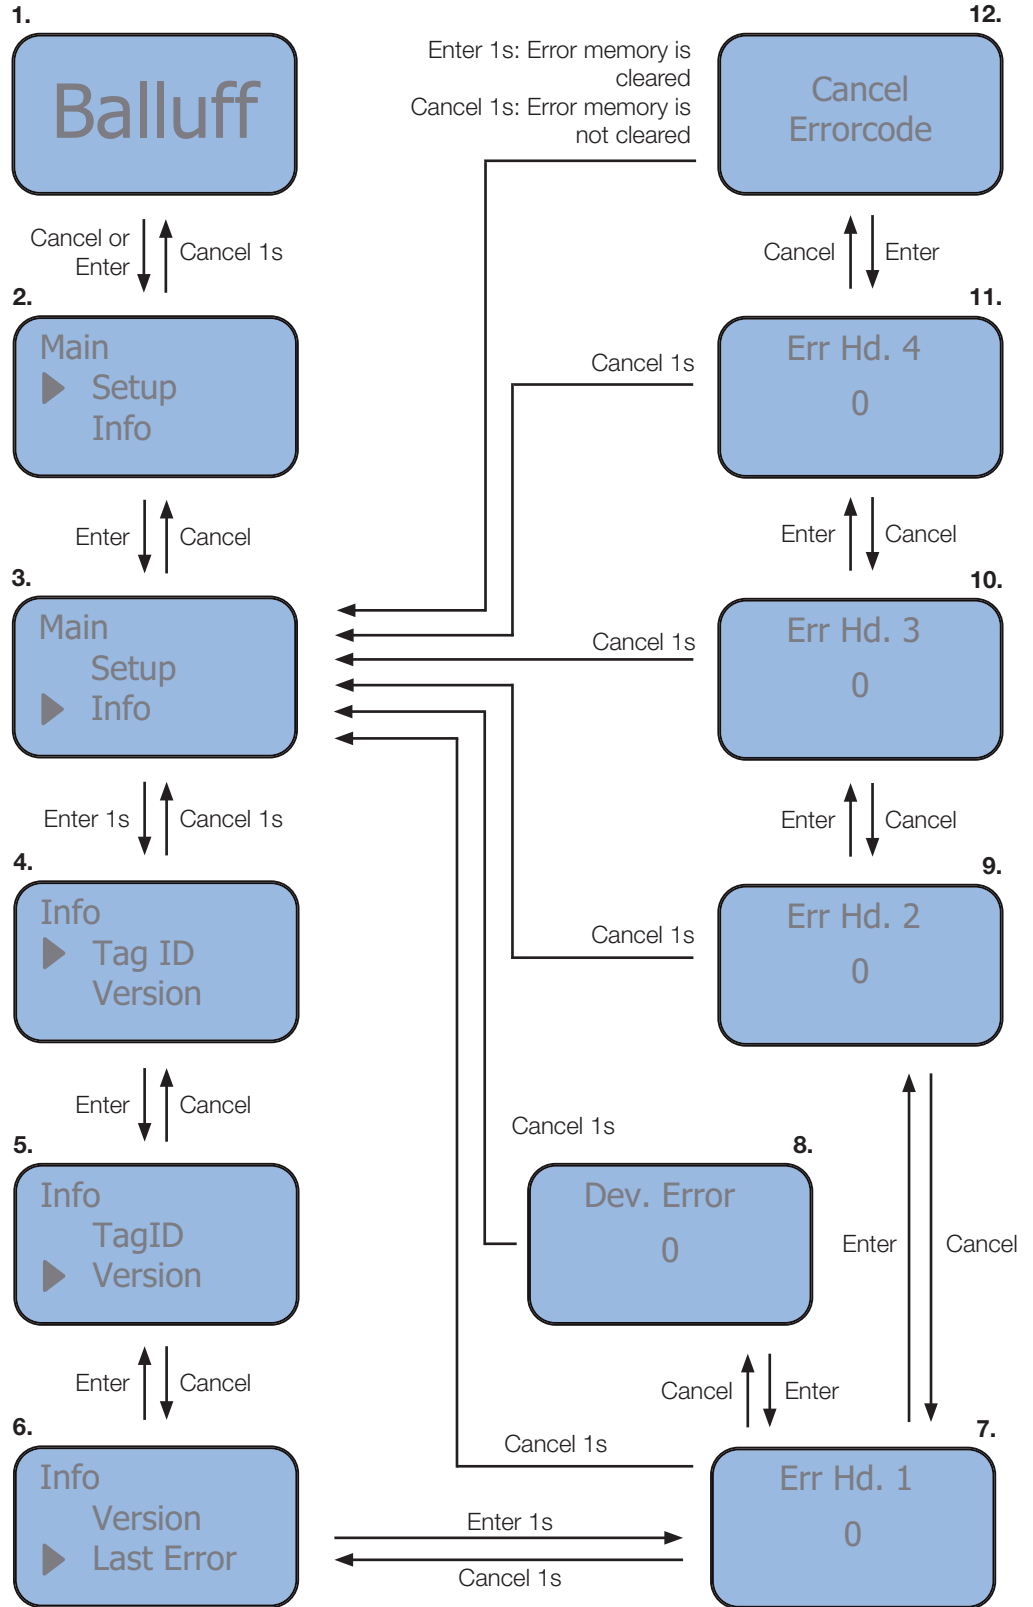 1.
Balluff
Cancel or
Enter
Cancel 1s
2.
Main
Setup
Info
Enter
Cancel
3.
Main
Setup
Info
Enter 1s
Cancel 1s
4.
Info
Tag ID
Version
Enter
Cancel
5.
Info
TagID
Version
Enter
Cancel
6.
Info
Version
Last Error
Enter 1s
Cancel 1s
7.
Err Hd. 1
0
Cancel 1s
Cancel
Enter
8.
Dev. Error
0
Cancel 1s
Enter
Cancel
9.
Err Hd. 2
0
Cancel 1s
Enter
Cancel
10.
Err Hd. 3
0
Cancel 1s
Enter
Cancel
11.
Err Hd. 4
0
Cancel 1s
Cancel
Enter
12.
Cancel
Errorcode
Enter 1s: Error memory is
cleared
Cancel 1s: Error memory is
not cleared